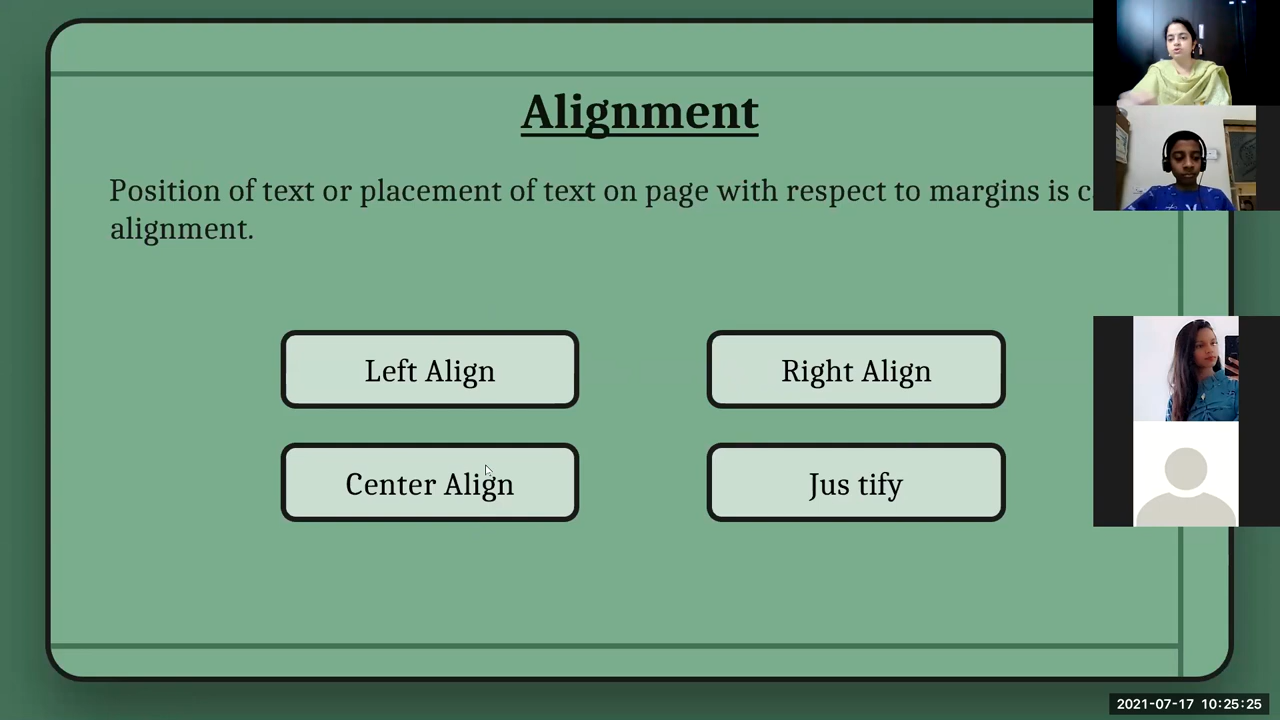 Alignment
Position of text or placement of text on page with respect to margins is
alignment.
Left Align
Right Align
Center Align
Jus tify
2021-07-17 10:25:25